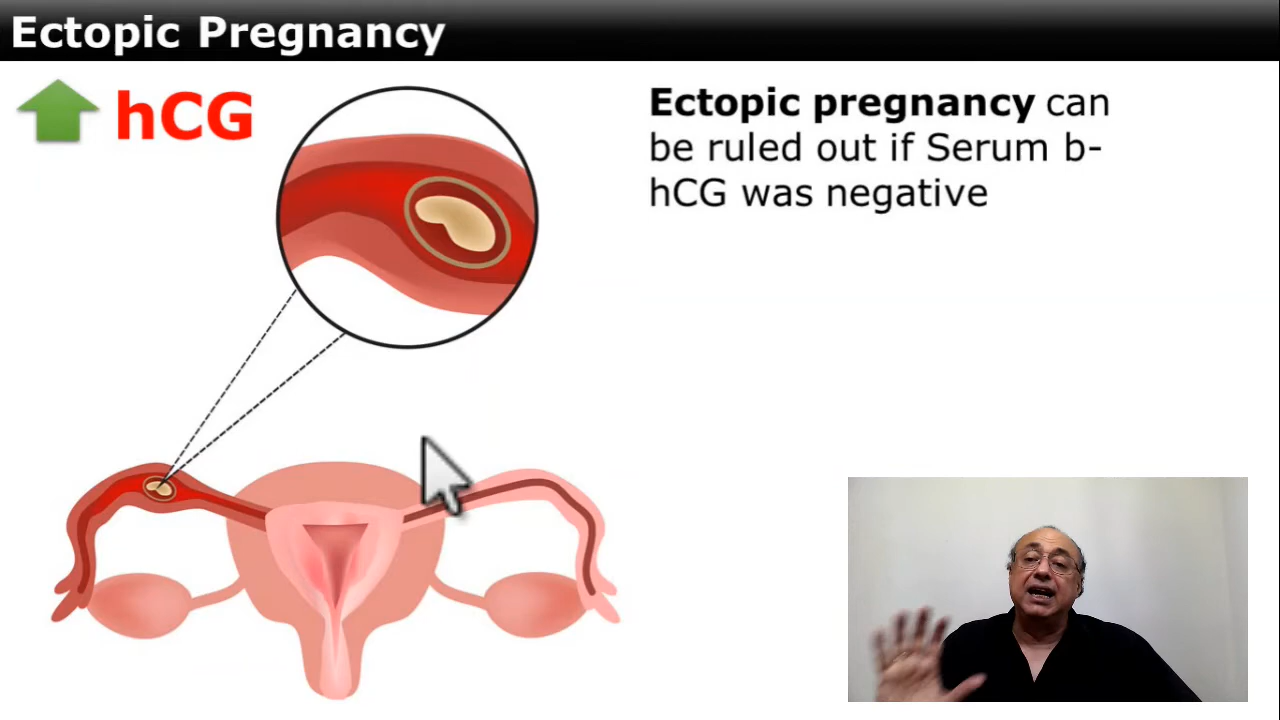 Ectopic Pregnancy
hCG
Ectopic pregnancy can
be ruled out if Serum b-
hCG was negative